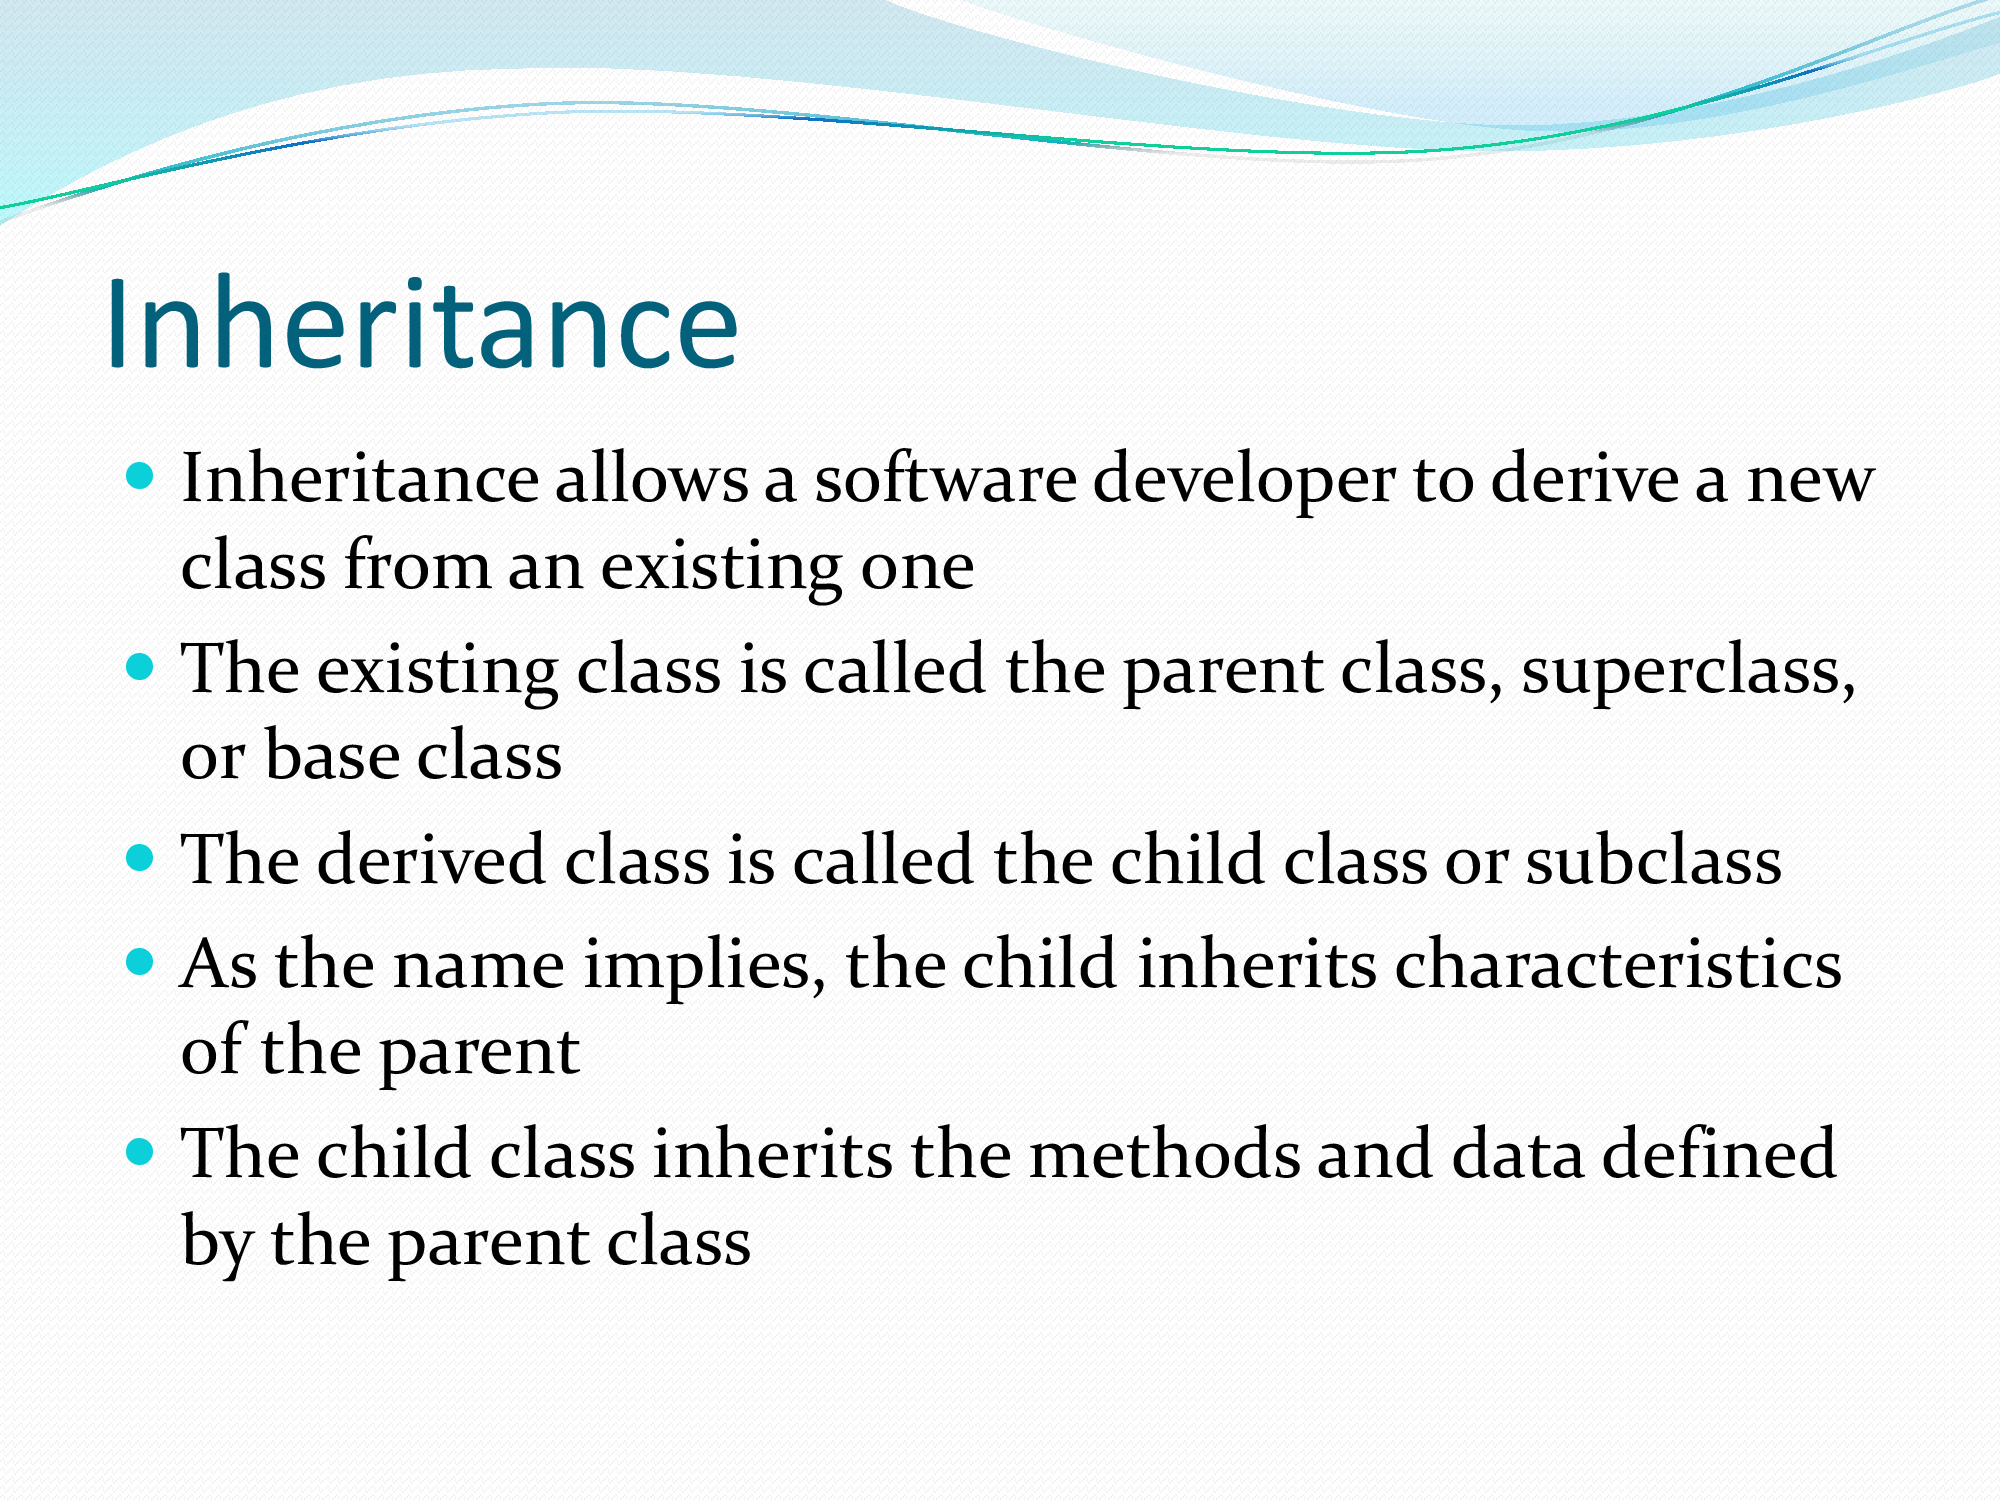 Inheritance
• Inheritance allows a software developer to derive a new
class from an existing one
• The existing class is called the parent class, superclass,
or base class
• The derived class is called the child class or subclass
• As the name implies, the child inherits characteristics
of the parent
• The child class inherits the methods and data defined
by the parent class